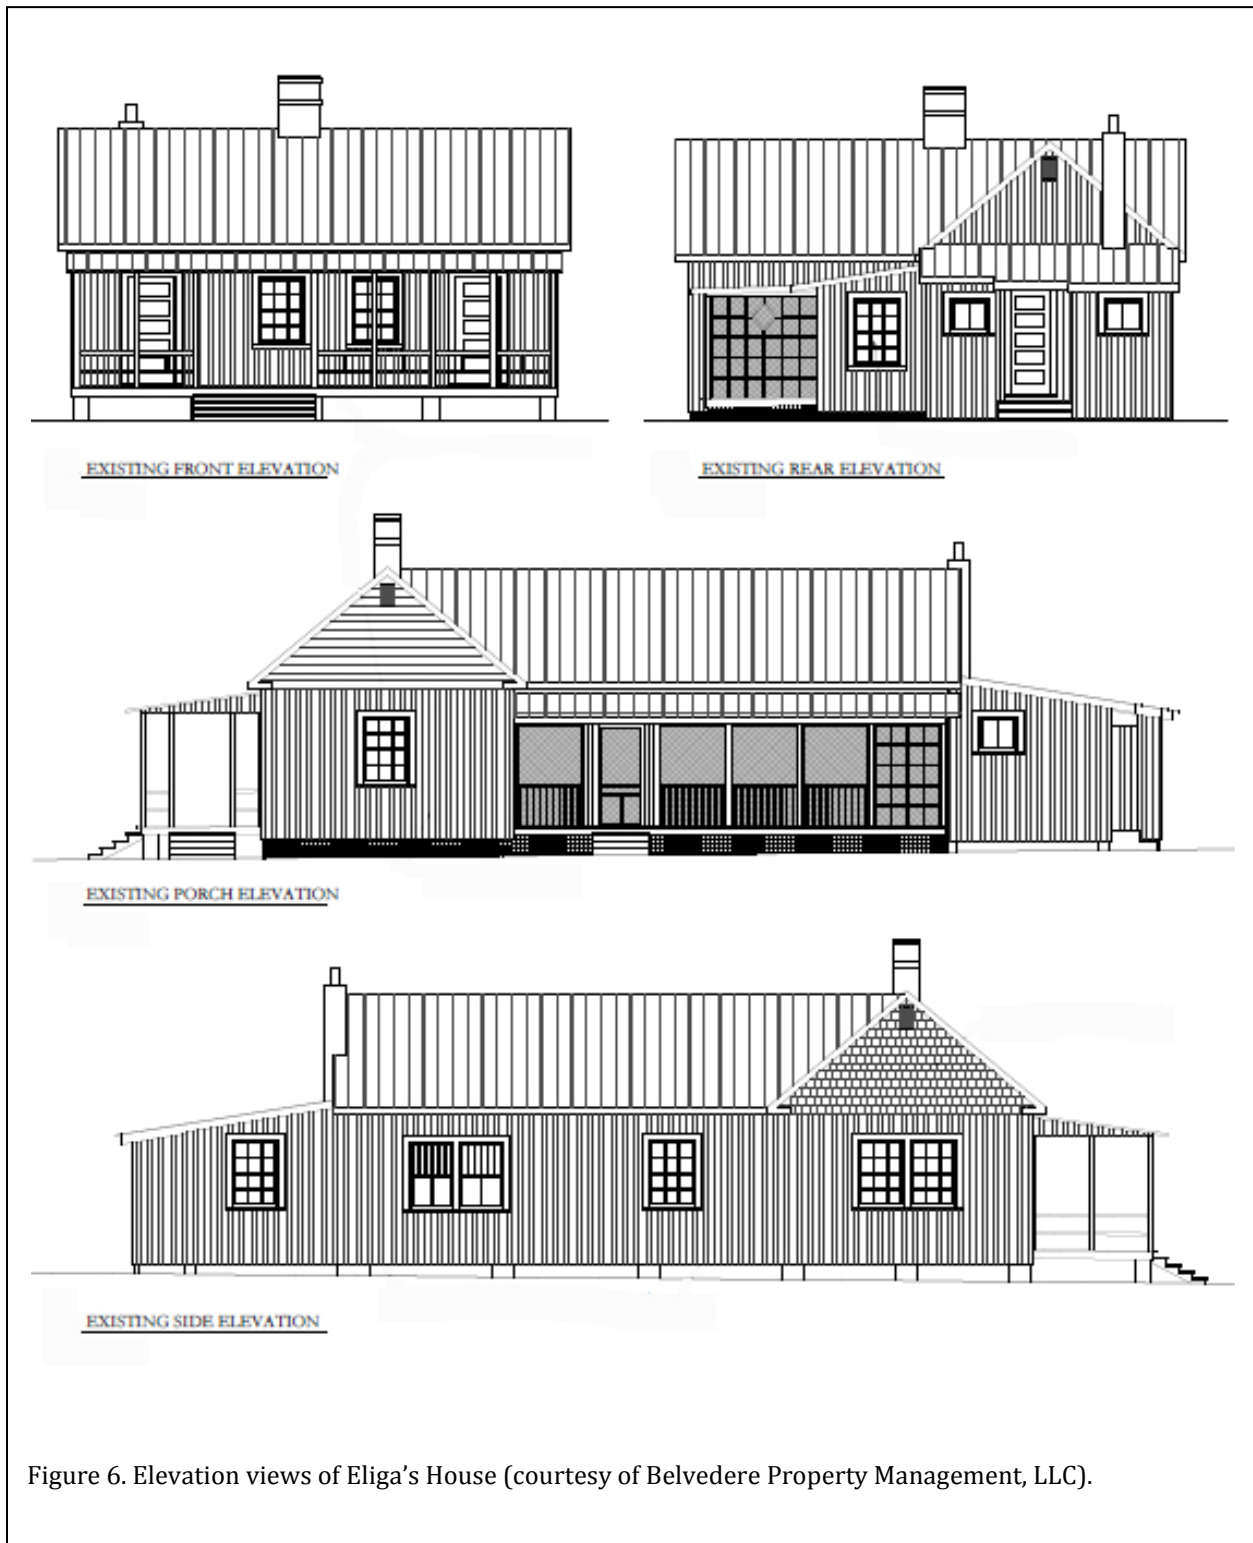 EXISTING FRONT ELEVATION
EXISTING REAR ELEVATION
EXISTING PORCH ELEVATION
EXISTING SIDE ELEVATION
Figure 6. Elevation views of Eliga’s House (courtesy of Belvedere Property Management, LLC).